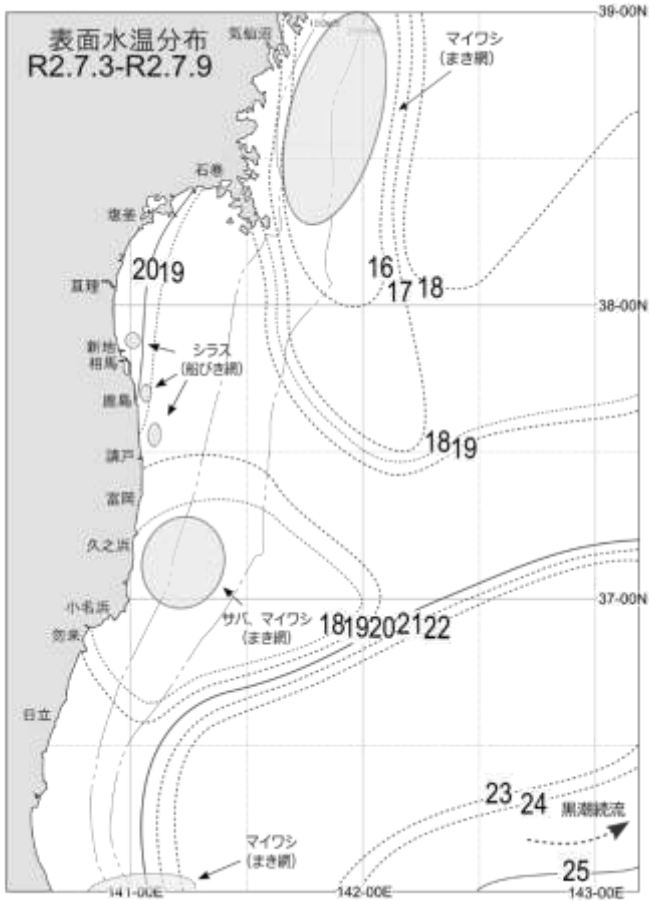 表面水温分布
R2.7.3-R2.7.9
39-00N
気仙沼
マイワシ
(まき網)
石巻
塩釜
16
2019
17 18
亘理
38-00N
新地
シラス
相馬
(船びき網)
鹿島
18 19
請戸
富岡
久之浜
37-00N
小名浜
サバ、マイワシ
(まき網)
18 19 20 21 22
勿来
日立
23 24
黒潮続流
マイワシ
(まき網)
25
141-00E
142-00E
143-00E